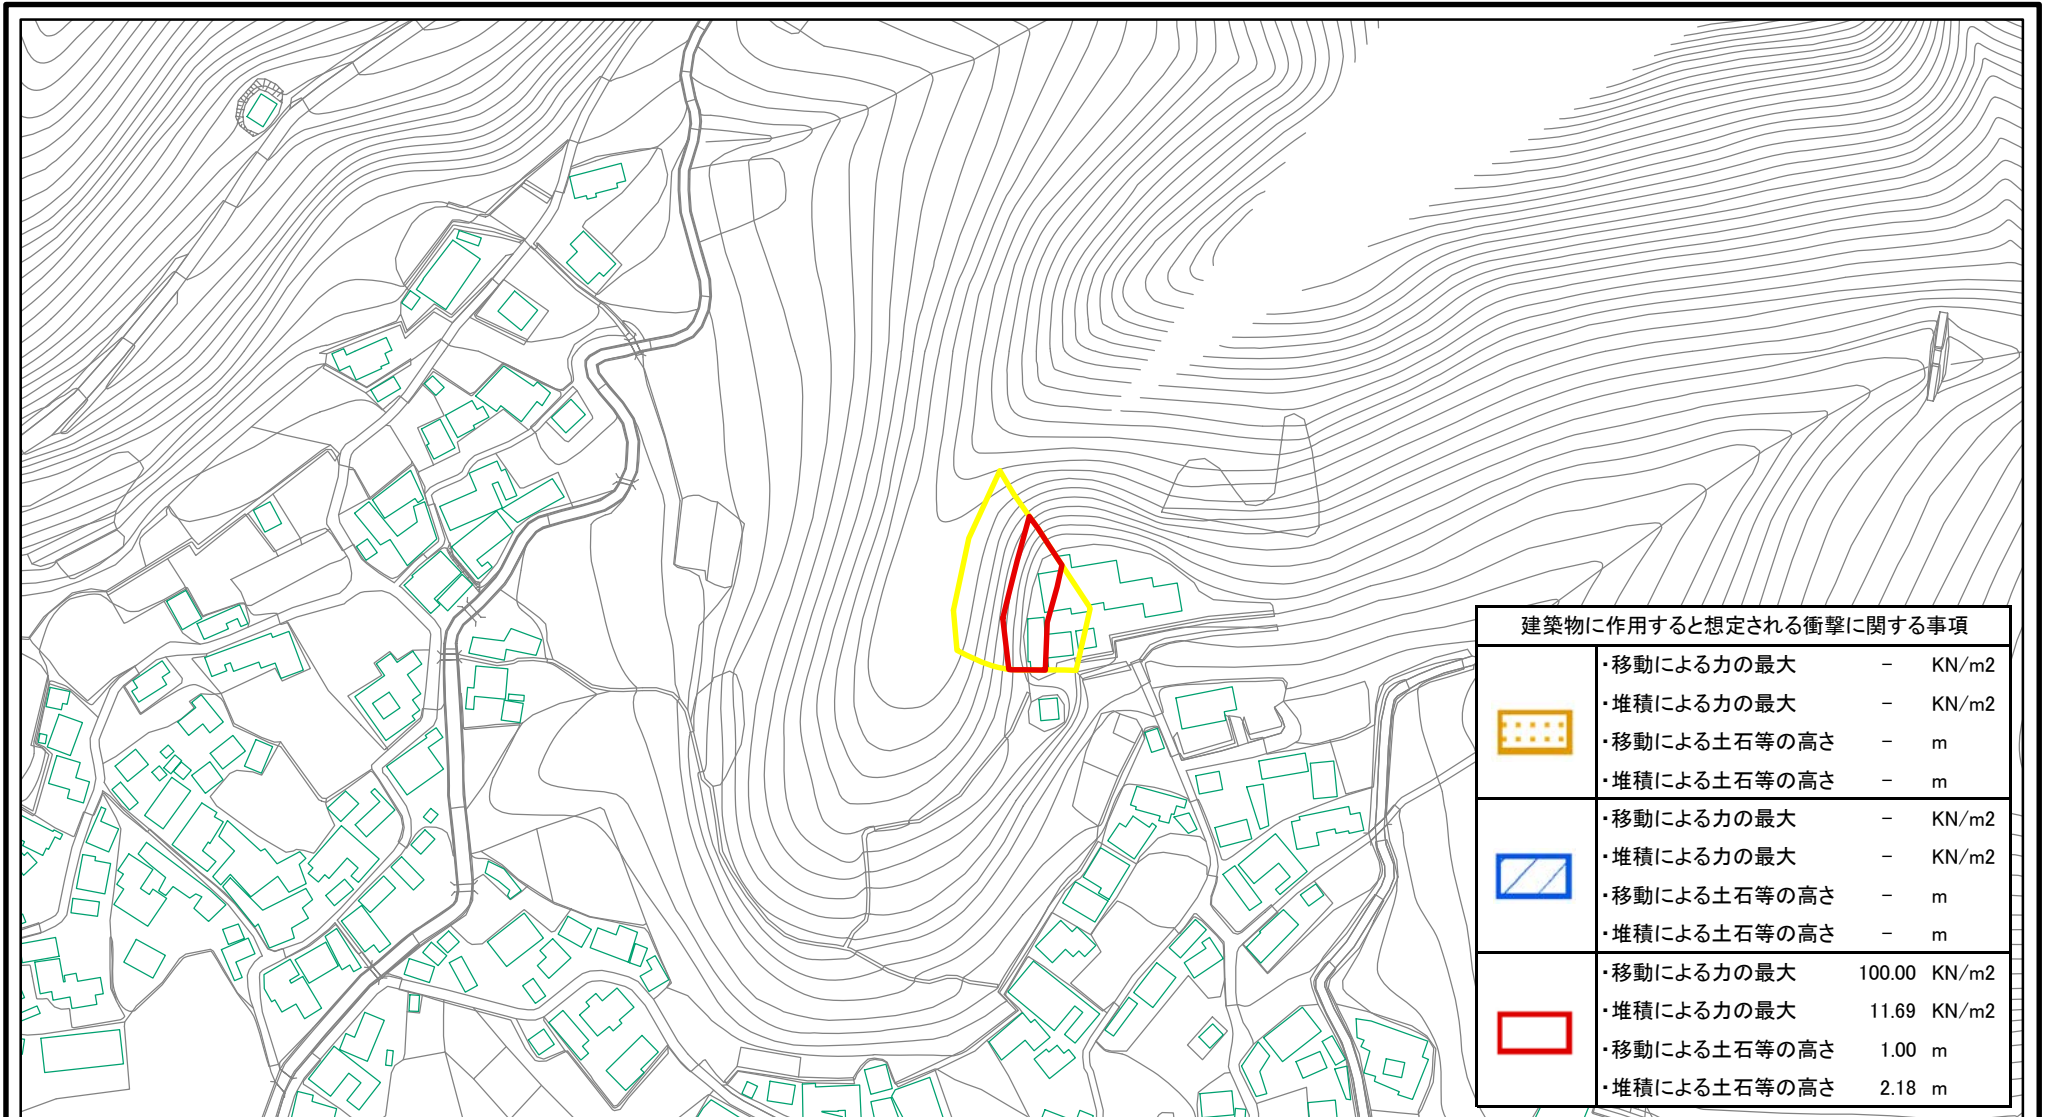 建築物に作用すると想定される衝撃に関する事項
・移動による力の最大 - KN/m2
・堆積による力の最大 - KN/m2
・移動による土石等の高さ - m
・堆積による土石等の高さ - m
・移動による力の最大 - KN/m2
・堆積による力の最大 - KN/m2
・移動による土石等の高さ - m
・堆積による土石等の高さ - m
・移動による力の最大 100.00 KN/m2
・堆積による力の最大 11.69 KN/m2
・移動による土石等の高さ 1.00 m
・堆積による土石等の高さ 2.18 m